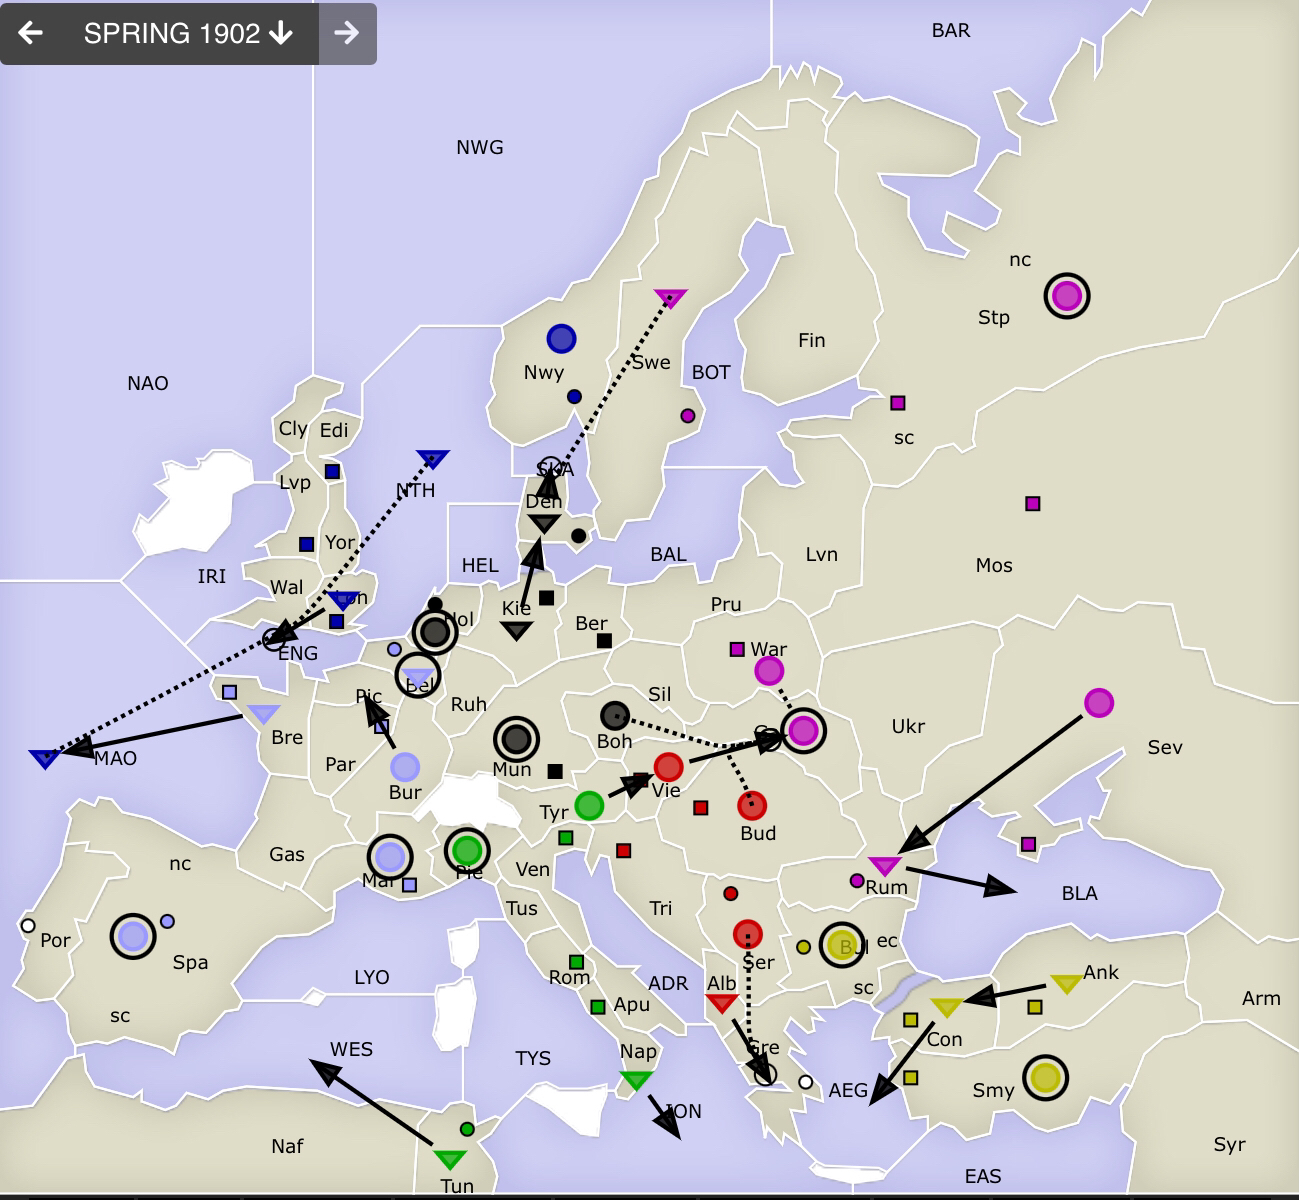 SPRING 1902
BAR
NWG
nc
Stp
NAO
Nwy
Swe
BOT
Fin
Cly
Edi
sc
Lvp
NTH
SKA
Den
Yor
IRI
Wal
HEL
BAL
Lvn
Mos
Lon
Hol
Kie
Ber
Pru
ENG
War
Bel
Pic
Ruh
Sil
Ukr
Bre
Boh
Sev
MAO
Par
Mun
Vie
Bur
Tyr
Bud
nc
Gas
Mar
Pie
Ven
Rum
BLA
Por
Spa
Tus
Tri
Bul
ec
Ser
LYO
Rom
ADR
Alb
sc
Ank
sc
Apu
Arm
WES
TYS
Nap
Gre
Con
AEG
Smy
ION
Naf
Syr
Tun
EAS